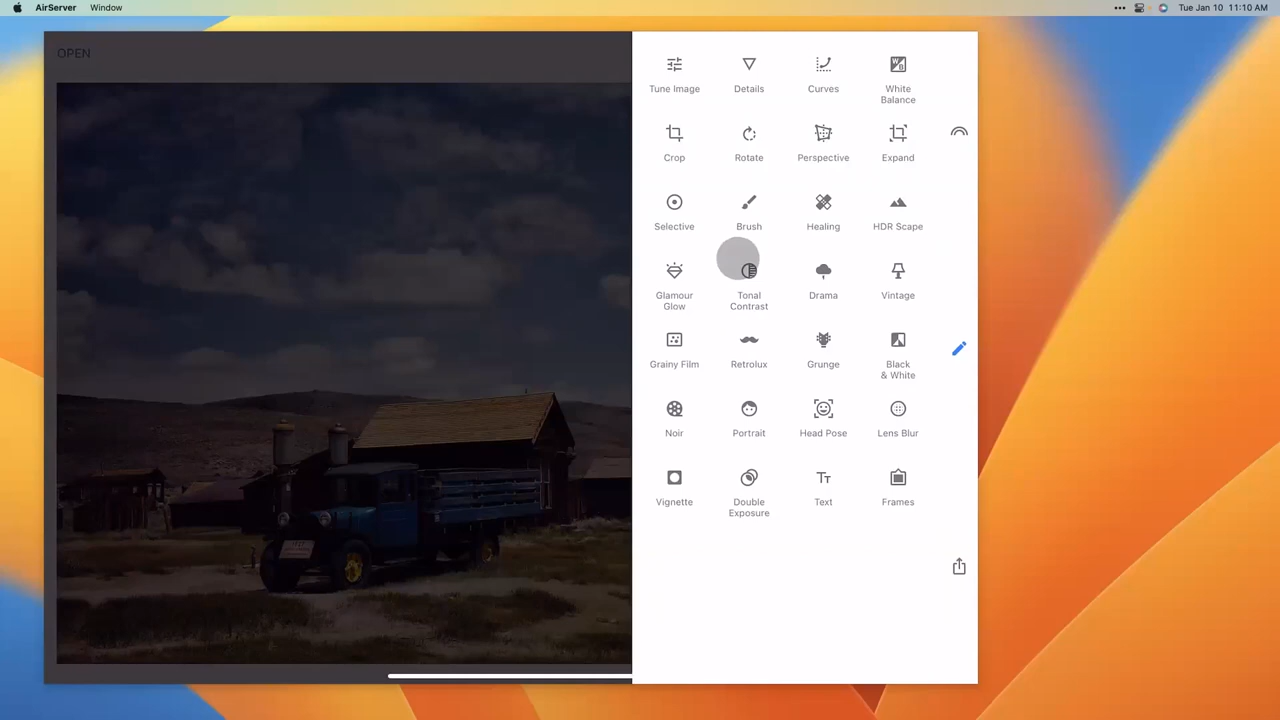 AirServer Window
Tue Jan 10 11:10 AM
OPEN
Tune Image
Details
Curves
White
Balance
Crop
Rotate
Perspective
Expand
Selective
Brush
Healing
HDR Scape
Glamour
Glow
Tonal
Contrast
Drama
Vintage
Grainy Film
Retrolux
Grunge
Black
& White
Noir
Portrait
Head Pose
Lens Blur
Vignette
Double
Exposure
Text
Frames